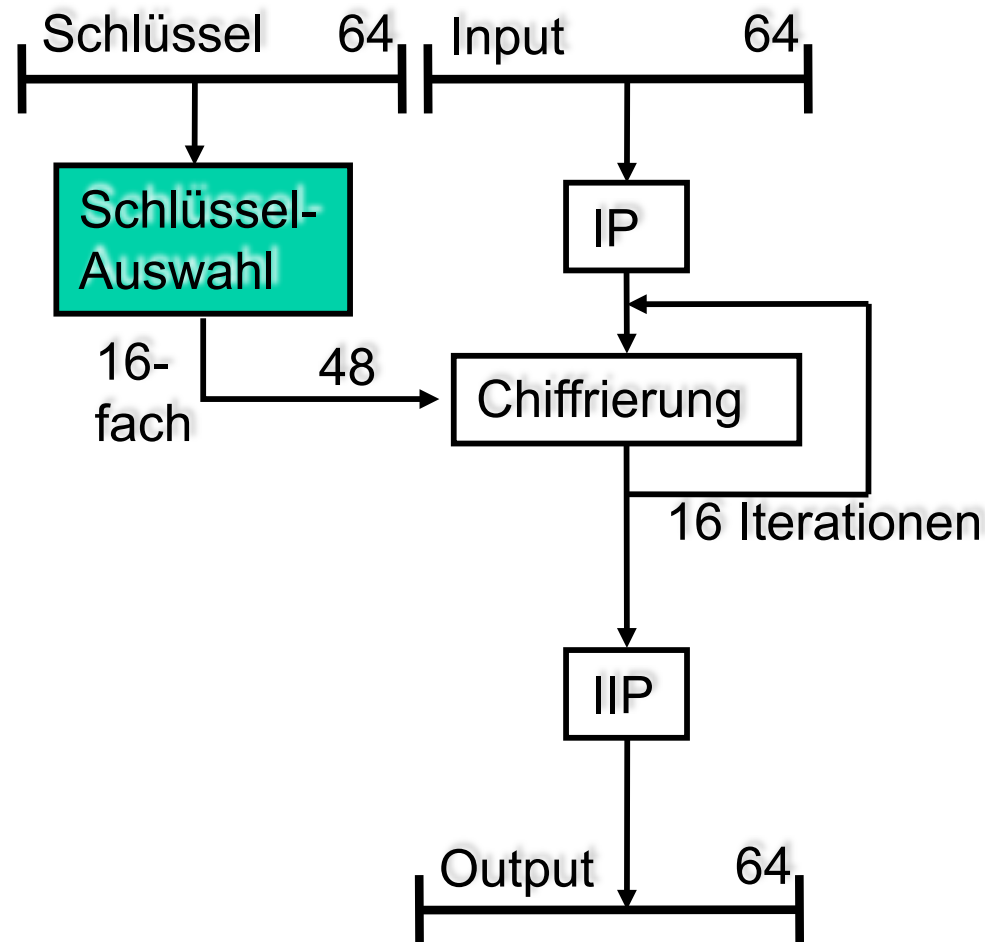 Schlüssel 64
Input 64
Schlüssel-
Auswahl
IP
16-
fach
48
Chiffrierung
16 Iterationen
IIP
Output 64